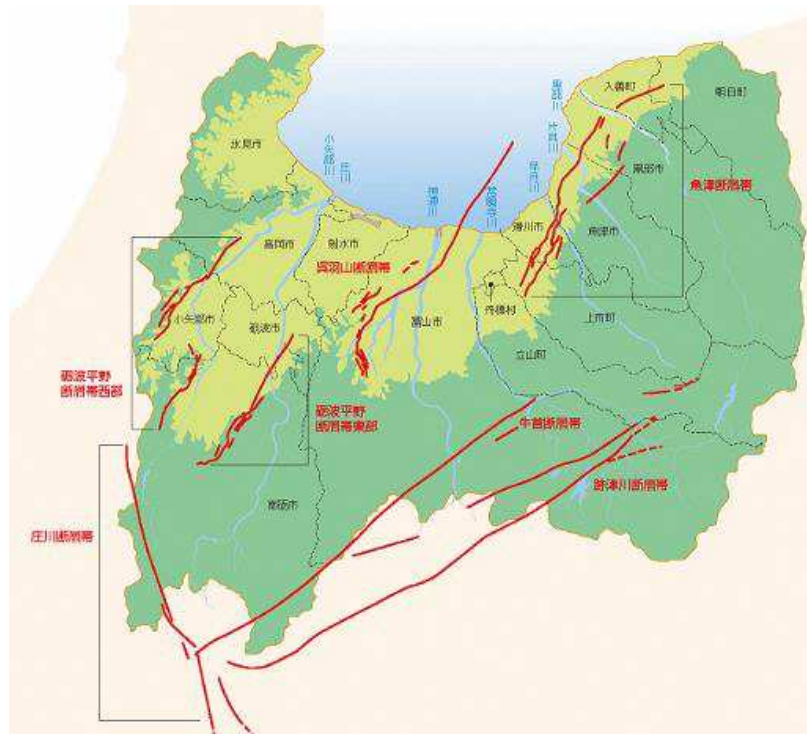 入善町
朝日町
黒部川
片貝川
早月川
氷見市
小矢部川
庄川
神通川
常願寺川
黒部市
魚津断層帯
滑川市
魚津市
高岡市
射水市
呉羽山断層帯
小矢部市
砺波市
舟橋村
富山市
上市町
立山町
砺波平野
断層帯西部
砺波平野
断層帯東部
牛首断層帯
跡津川断層帯
南砺市
庄川断層帯